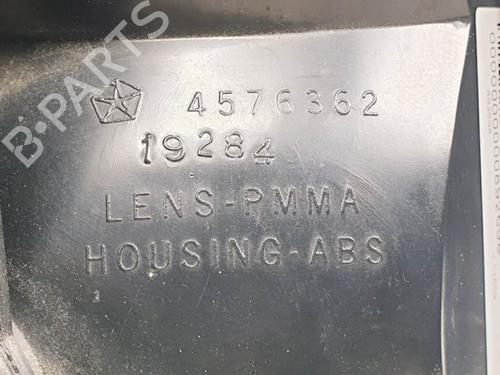 4576362
19284
LENS-PMMA
HOUSING-ABS
B-PARTS